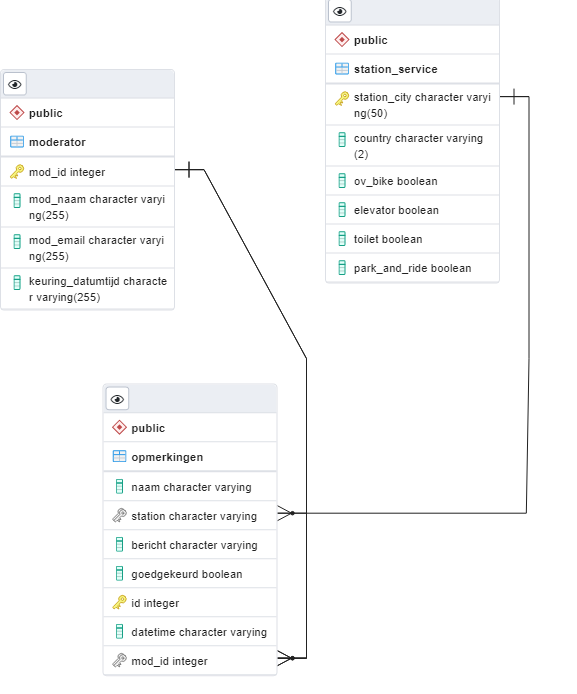 public
station_service
station_city character varyi
ng(50)
country character varying
(2)
ov_bike boolean
elevator boolean
toilet boolean
park_and_ride boolean
public
moderator
mod_id integer
mod_naam character varyi
ng(255)
mod_email character varyi
ng(255)
keuring_datumtijd characte
r varying(255)
public
opmerkingen
naam character varying
station character varying
bericht character varying
goedgekeurd boolean
id integer
datetime character varying
mod_id integer